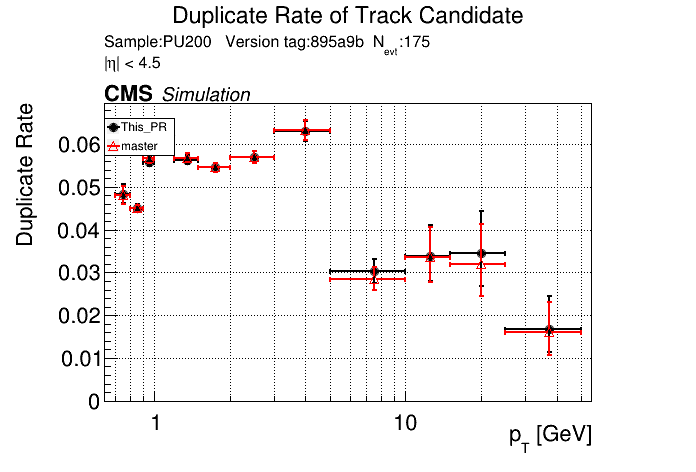 Duplicate Rate of Track Candidate
Sample:PU200 Version tag:895a9b N_evt:175
|η| < 4.5
CMS Simulation
This_PR
master
Duplicate Rate
0.06
0.05
0.04
0.03
0.02
0.01
0
1
10
p_T [GeV]